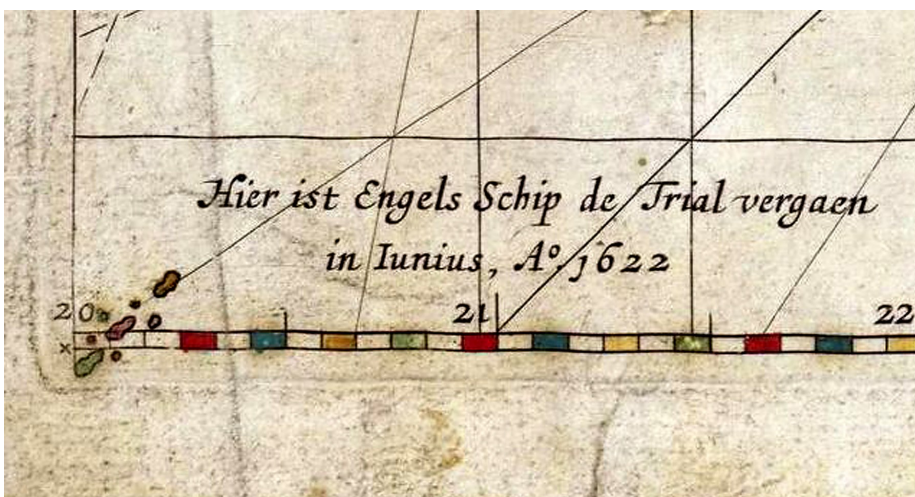 Hier ist Engels Schip de Trial vergaen
in Iunius, Aº. 1622
20 21 22